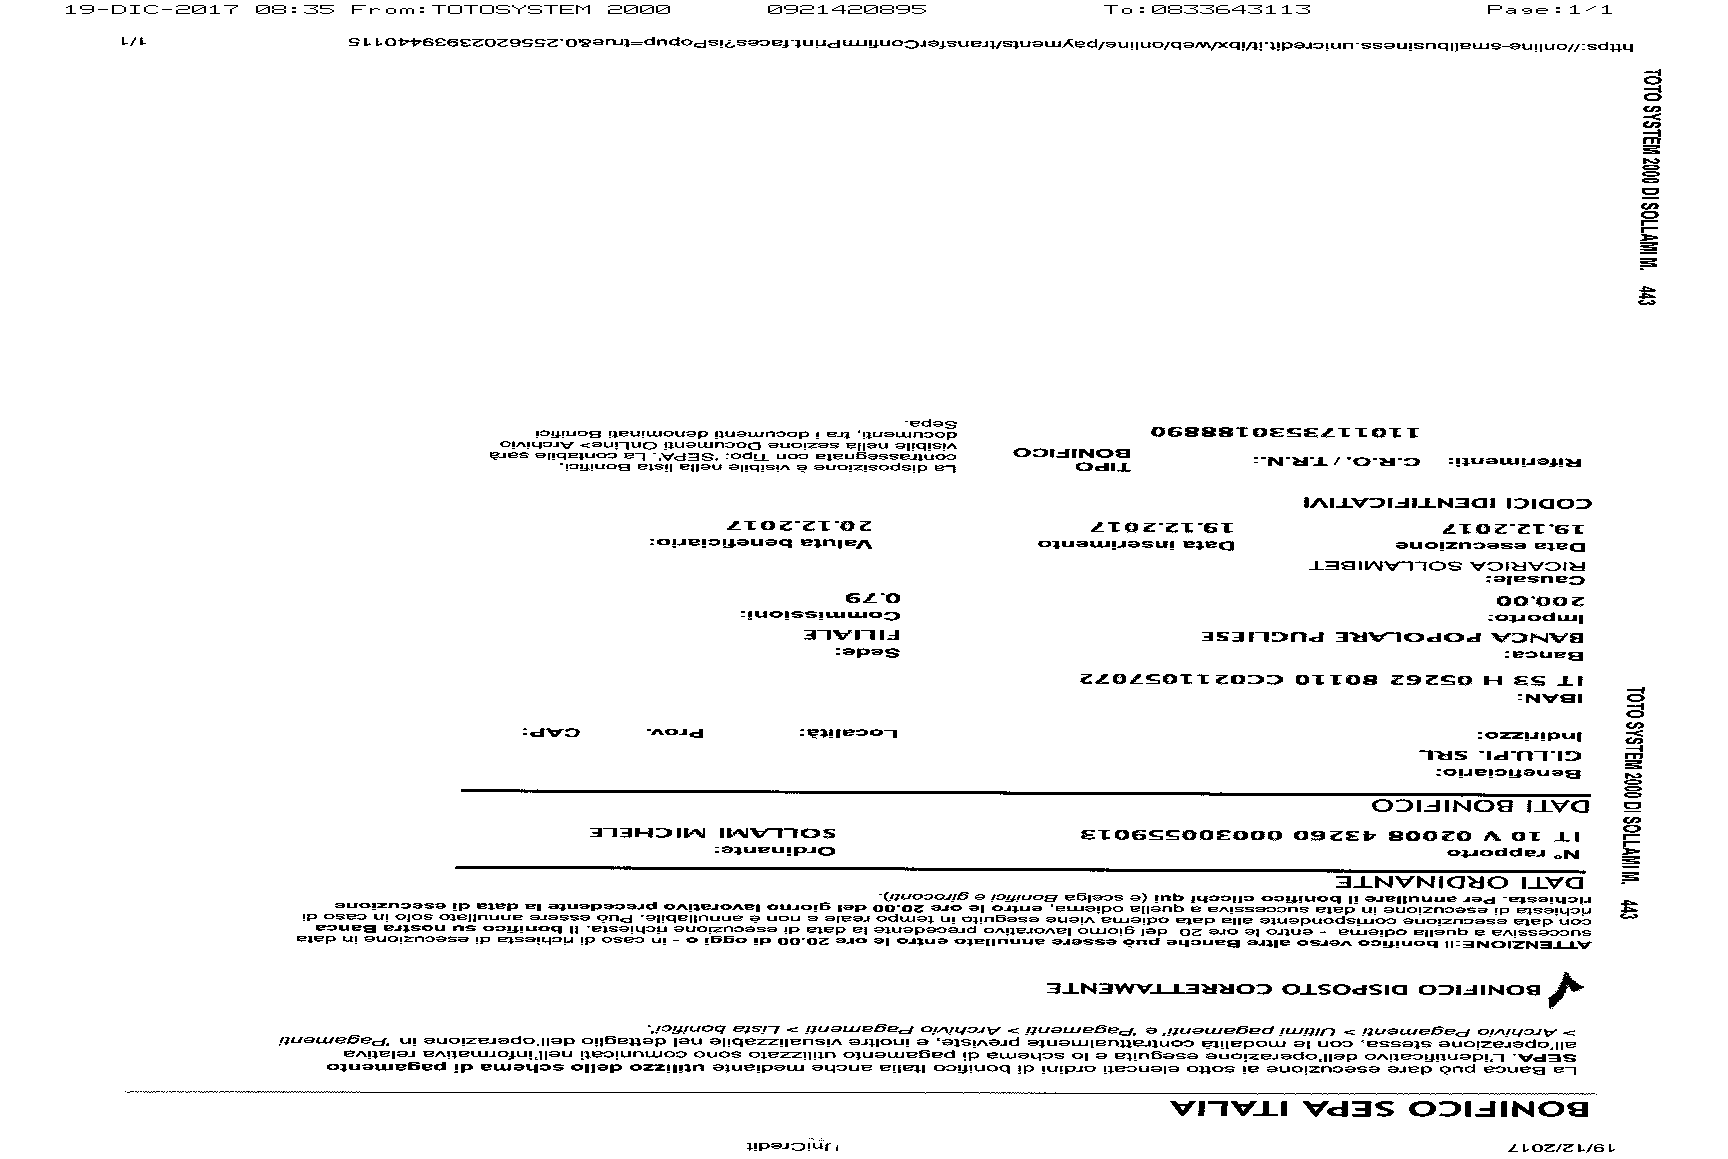 19-DIC-2017 08:35 From:TOTOSYSTEM 2000 0921420895 To:0833643113 Page:1/1
19/12/2017 UniCredit
BONIFICO SEPA ITALIA
La Banca può dare esecuzione ai sotto elencati ordini di bonifico Italia anche mediante utilizzo dello schema di pagamento
SEPA. L'identificativo dell'operazione eseguita e lo schema di pagamento utilizzato sono comunicati nell'informativa relativa
all'operazione stessa, con le modalità contrattualmente previste, e inoltre visualizzabile nel dettaglio dell'operazione in "Pagamenti
> Archivio Pagamenti > Ultimi pagamenti" e "Pagamenti > Archivio Pagamenti > Lista bonifici".
BONIFICO DISPOSTO CORRETTAMENTE
ATTENZIONE:Il bonifico verso altre Banche può essere annullato entro le ore 20.00 di oggi o - in caso di richiesta di esecuzione in data
successiva a quella odierna - entro le ore 20 del giorno lavorativo precedente la data di esecuzione richiesta. Il bonifico su nostra Banca
con data esecuzione corrispondente alla data odierna viene eseguito in tempo reale e non è annullabile. Può essere annullato solo in caso di
richiesta di esecuzione in data successiva a quella odierna, entro le ore 20.00 del giorno lavorativo precedente la data di esecuzione
richiesta. Per annullare il bonifico clicchi qui (e scelga Bonifici e giroconti).
DATI ORDINANTE
N° rapporto Ordinante:
IT 10 V 02008 43260 000300559013 SOLLAMI MICHELE
DATI BONIFICO
Beneficiario:
GI.LU.PI. SRL
Indirizzo: Località: Prov. CAP:
IBAN:
IT 53 H 05262 80110 CC0211057072
Banca: Sede:
BANCA POPOLARE PUGLIESE FILIALE
Importo: Commissioni:
200.00 0.79
Causale:
RICARICA SOLLAMIBET
Data esecuzione Data inserimento Valuta beneficiario:
19.12.2017 19.12.2017 20.12.2017
CODICI IDENTIFICATIVI
Riferimenti: C.R.O. / T.R.N.: TIPO BONIFICO
1101173530188890
La disposizione è visibile nella lista Bonifici,
contrassegnata con Tipo: "SEPA". La contabile sarà
visibile nella sezione Documenti OnLine> Archivio
documenti, tra i documenti denominati Bonifici
Sepa.
https://online-smallbusiness.unicredit.it/ibx/web/online/payments/transferConfirmPrint.faces?isPopup=true&0.2556202393944011​5 1/1
TOTO SYSTEM 2000 DI SOLLAMI M. 443
TOTO SYSTEM 2000 DI SOLLAMI M. 443